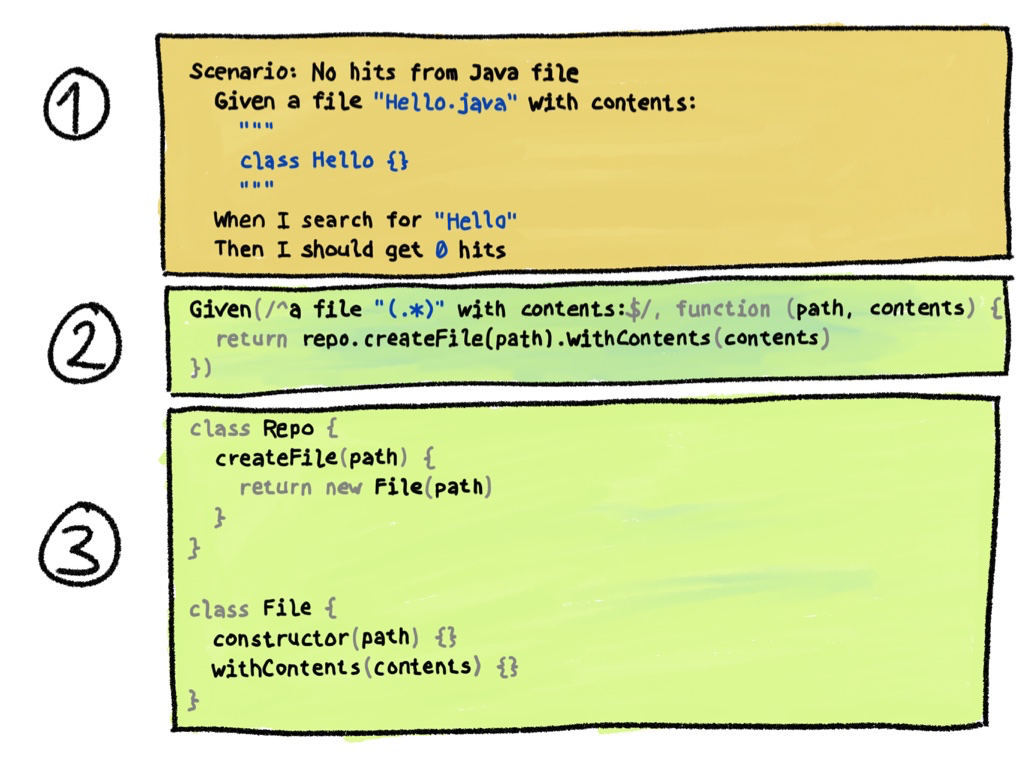 1
Scenario: No hits from Java file
Given a file "Hello.java" with contents:
"""
class Hello {}
"""
When I search for "Hello"
Then I should get 0 hits
2
Given(/^a file "(.*)" with contents:$/, function (path, contents) {
return repo.createFile(path).withContents(contents)
})
3
class Repo {
createFile(path) {
return new File(path)
}
}
class File {
constructor(path) {}
withContents(contents) {}
}